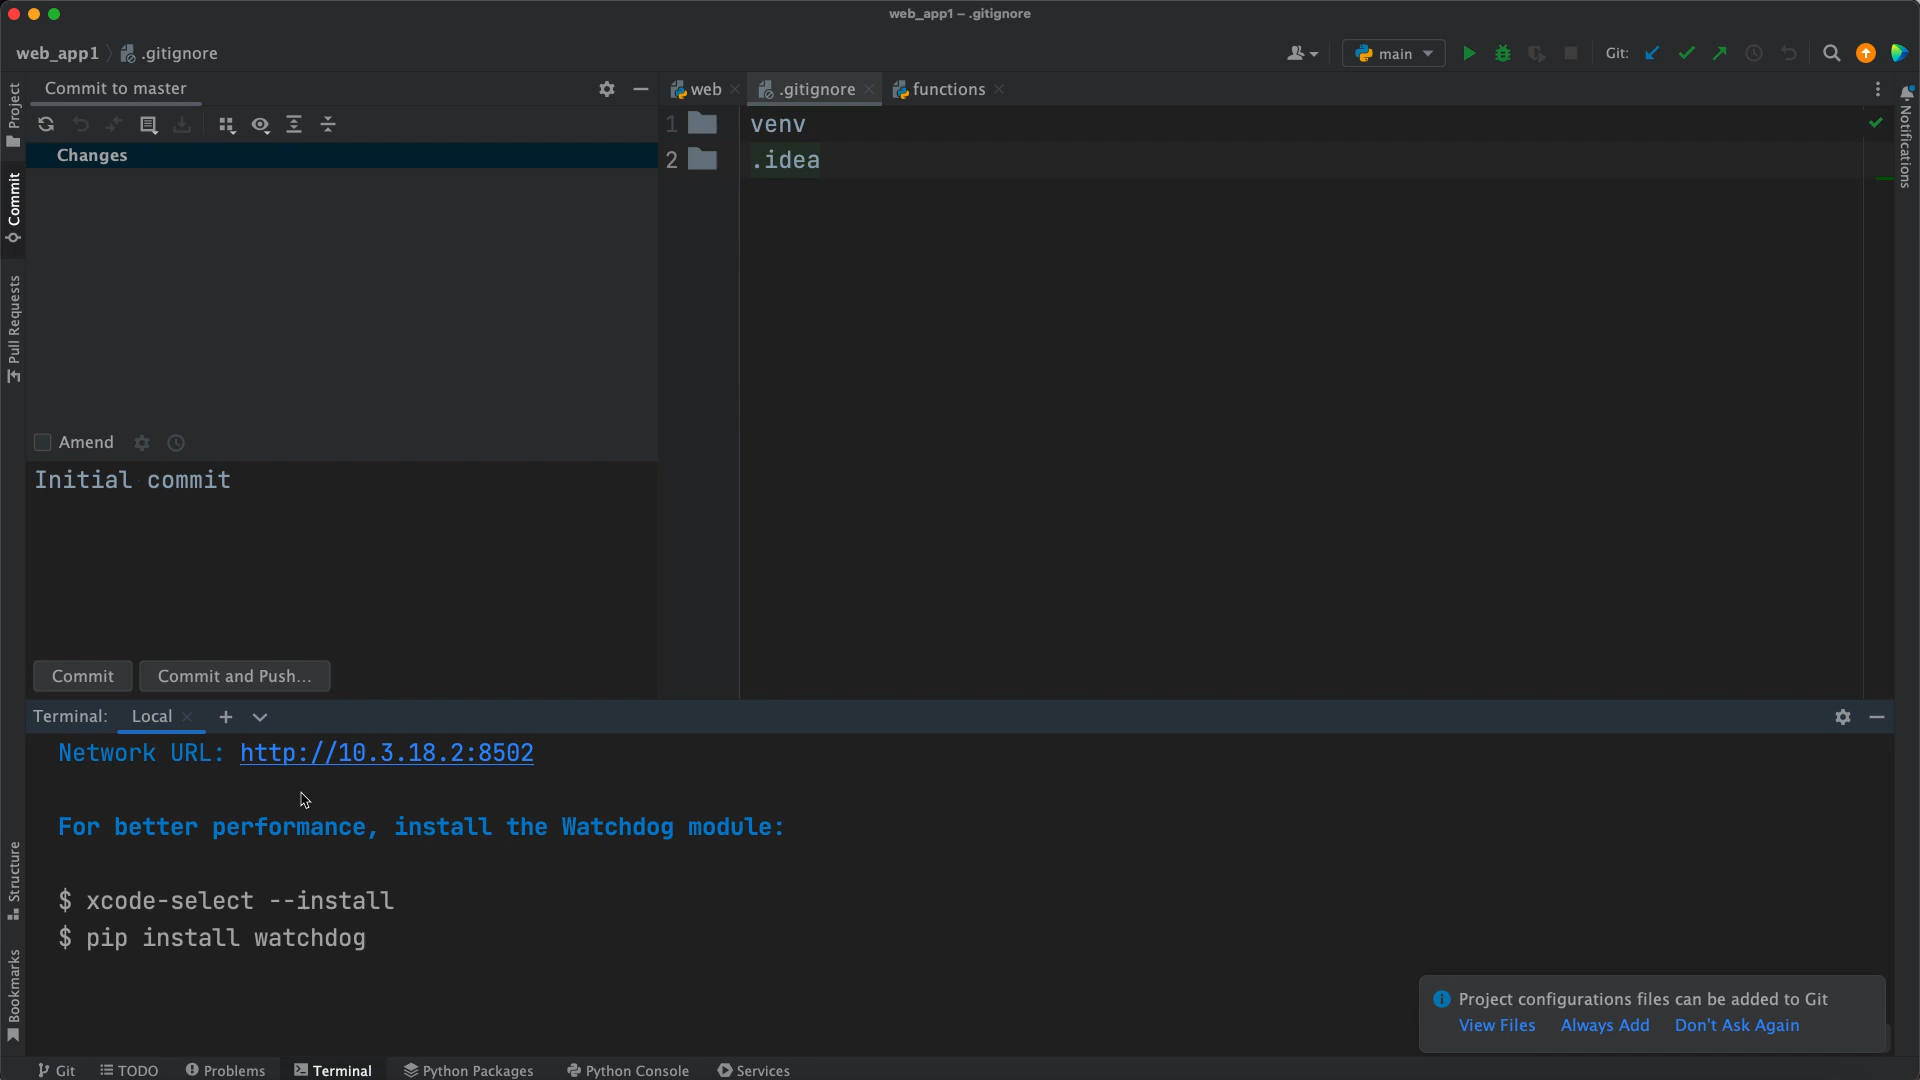 web_app1 – .gitignore
web_app1 .gitignore
main
Git:
Commit to master
web
.gitignore
functions
Project
Commit
Pull Requests
Structure
Bookmarks
Notifications
Changes
1 venv
2 .idea
Amend
Initial commit
Commit
Commit and Push...
Terminal: Local
Network URL: http://10.3.18.2:8502
For better performance, install the Watchdog module:
$ xcode-select --install
$ pip install watchdog
Project configurations files can be added to Git
View Files Always Add Don't Ask Again
Git TODO Problems Terminal Python Packages Python Console Services